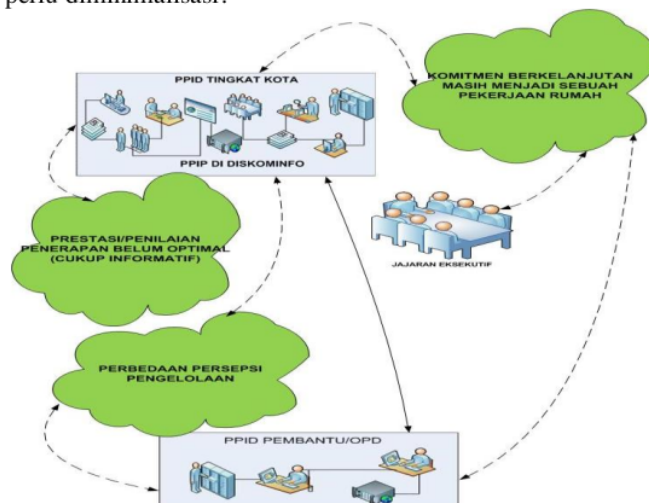 perlu diminimalisasi.
PPID TINGKAT KOTA
PPIP DI DISKOMINFO
KOMITMEN BERKELANJUTAN
MASIH MENJADI SEBUAH
PEKERJAAN RUMAH
PRESTASI/PENILAIAN
PENERAPAN BELUM OPTIMAL
(CUKUP INFORMATIF)
JAJARAN EKSEKUTIF
PERBEDAAN PERSEPSI
PENGELOLAAN
PPID PEMBANTU/OPD